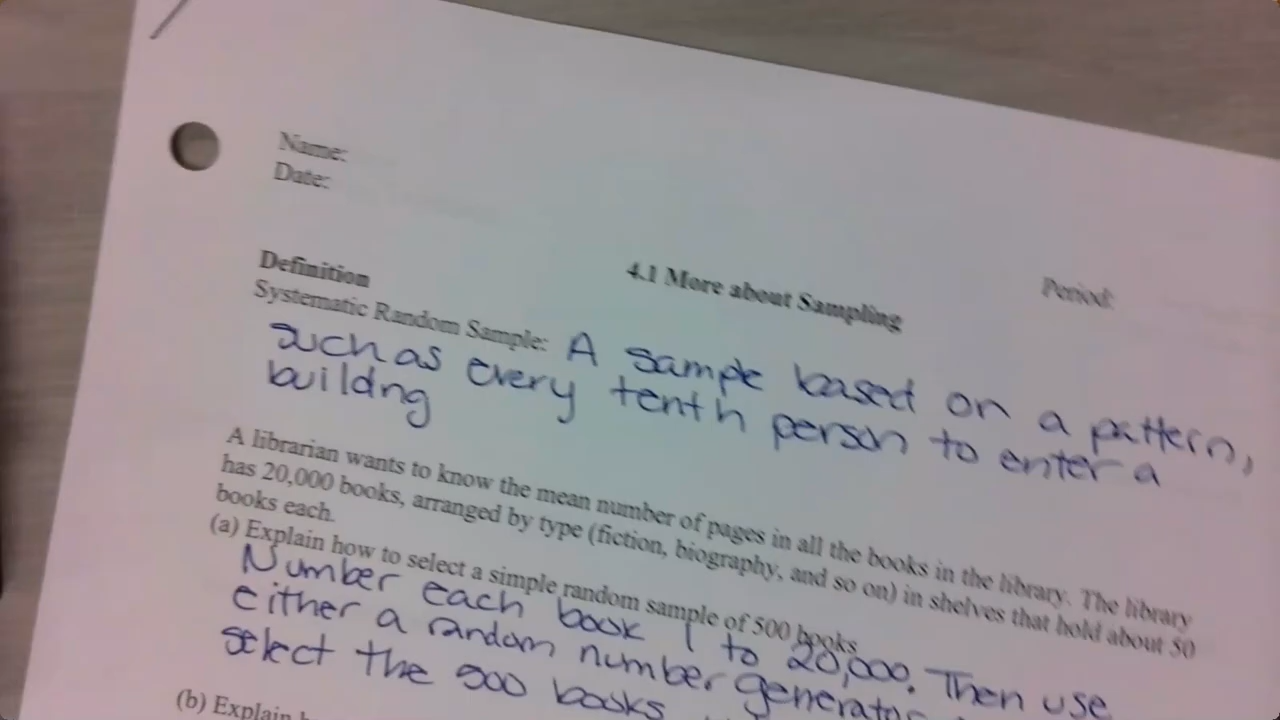 Name:
Date:
Period:
4.1 More about Sampling
Definition
Systematic Random Sample: A sample based on a pattern,
such as every tenth person to enter a
buildng
A librarian wants to know the mean number of pages in all the books in the library. The library
has 20,000 books, arranged by type (fiction, biography, and so on) in shelves that hold about 50
books each.
(a) Explain how to select a simple random sample of 500 books
Number each book 1 to 20,000. Then use
either a random number generator
select the 500 books
(b) Explain